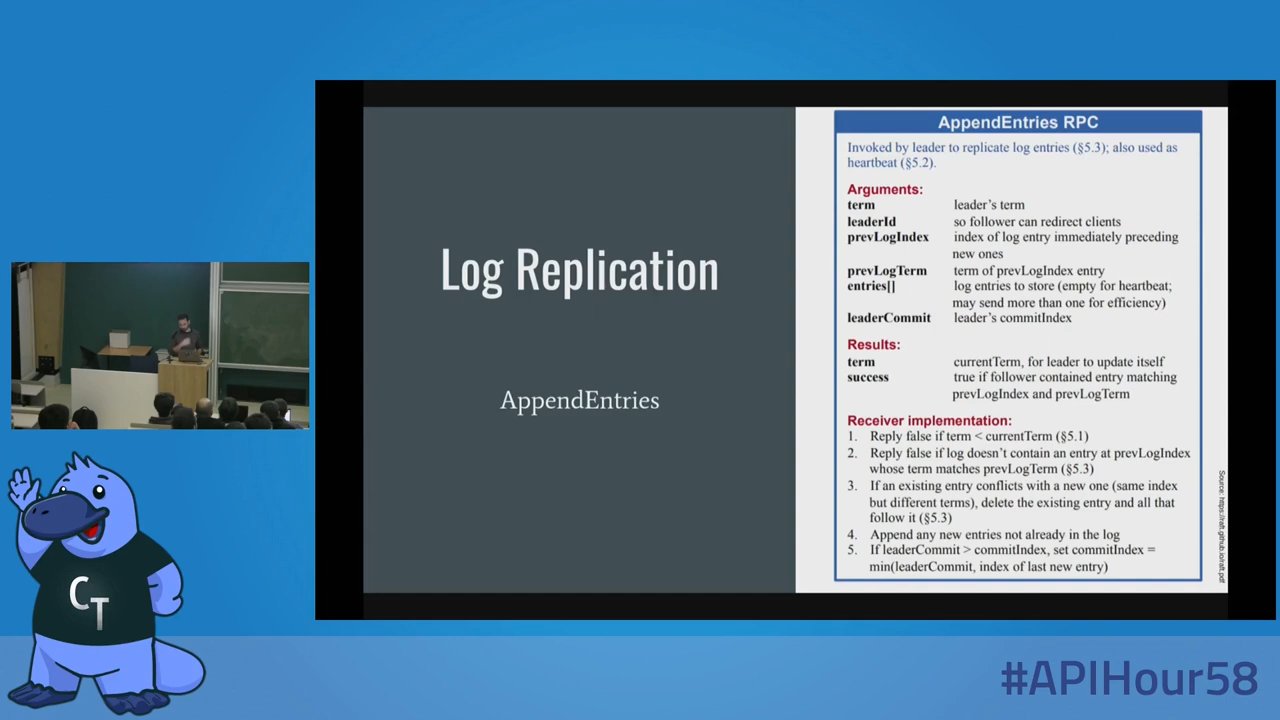 Log Replication
AppendEntries
AppendEntries RPC
Invoked by leader to replicate log entries (§5.3); also used as
heartbeat (§5.2).
Arguments:
term leader's term
leaderId so follower can redirect clients
prevLogIndex index of log entry immediately preceding
new ones
prevLogTerm term of prevLogIndex entry
entries[] log entries to store (empty for heartbeat;
may send more than one for efficiency)
leaderCommit leader's commitIndex
Results:
term currentTerm, for leader to update itself
success true if follower contained entry matching
prevLogIndex and prevLogTerm
Receiver implementation:
1. Reply false if term < currentTerm (§5.1)
2. Reply false if log doesn't contain an entry at prevLogIndex
whose term matches prevLogTerm (§5.3)
3. If an existing entry conflicts with a new one (same index
but different terms), delete the existing entry and all that
follow it (§5.3)
4. Append any new entries not already in the log
5. If leaderCommit > commitIndex, set commitIndex =
min(leaderCommit, index of last new entry)
Source: https://raft.github.io/raft.pdf
CT
#APIHour58